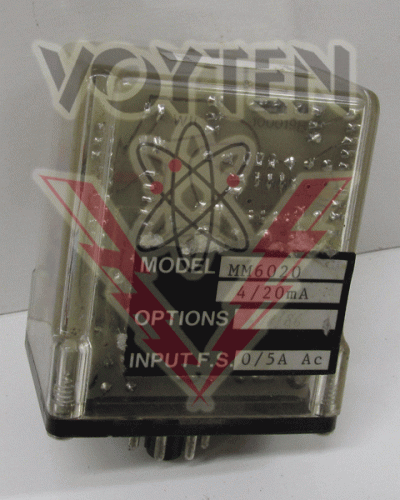 VOYTEN
MODEL MM6020
4/20mA
OPTIONS
INPUT F.S. 0/5A Ac